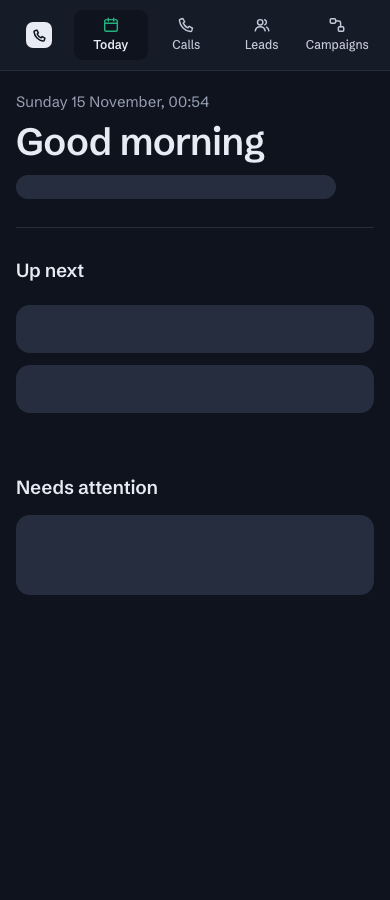 Today
Calls
Leads
Campaigns
Sunday 15 November, 00:54
Good morning
Up next
Needs attention